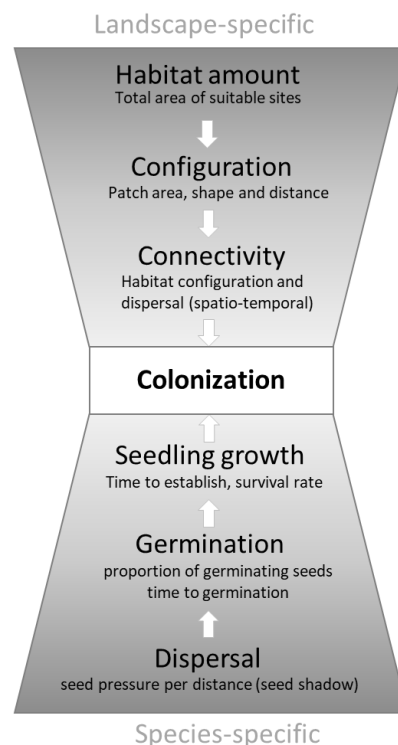 Landscape-specific
Habitat amount
Total area of suitable sites
Configuration
Patch area, shape and distance
Connectivity
Habitat configuration and
dispersal (spatio-temporal)
Colonization
Seedling growth
Time to establish, survival rate
Germination
proportion of germinating seeds
time to germination
Dispersal
seed pressure per distance (seed shadow)
Species-specific